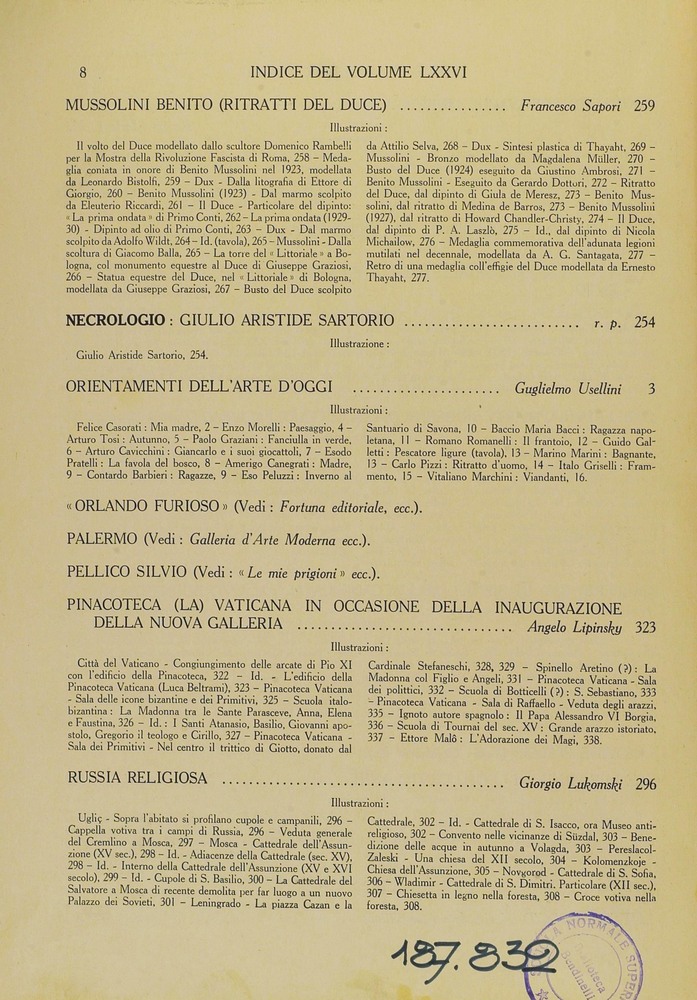 8 INDICE DEL VOLUME LXXVI
MUSSOLINI BENITO (RITRATTI DEL DUCE) ................ Francesco Sapori 259
Illustrazioni :
Il volto del Duce modellato dallo scultore Domenico Rambelli
per la Mostra della Rivoluzione Fascista di Roma, 258 – Meda-
glia coniata in onore di Benito Mussolini nel 1923, modellata
da Leonardo Bistolfi, 259 – Dux - Dalla litografia di Ettore di
Giorgio, 260 – Benito Mussolini (1923) - Dal marmo scolpito
da Eleuterio Riccardi, 261 – Il Duce - Particolare del dipinto:
« La prima ondata » di Primo Conti, 262 – La prima ondata (1929-
30) - Dipinto ad olio di Primo Conti, 263 – Dux - Dal marmo
scolpito da Adolfo Wildt, 264 – Id. (tavola), 265 – Mussolini - Dalla
scoltura di Giacomo Balla, 265 – La torre del « Littoriale » a Bo-
logna, col monumento equestre al Duce di Giuseppe Graziosi,
266 – Statua equestre del Duce, nel « Littoriale » di Bologna,
modellata da Giuseppe Graziosi, 267 – Busto del Duce scolpito
da Attilio Selva, 268 – Dux - Sintesi plastica di Thayaht, 269 –
Mussolini - Bronzo modellato da Magdalena Müller, 270 –
Busto del Duce (1924) eseguito da Giustino Ambrosi, 271 –
Benito Mussolini - Eseguito da Gerardo Dottori, 272 – Ritratto
del Duce, dal dipinto di Giula de Meresz, 273 – Benito Mus-
solini, dal ritratto di Medina de Barros, 273 – Benito Mussolini
(1927), dal ritratto di Howard Chandler-Christy, 274 – Il Duce,
dal dipinto di P. A. Laszlò, 275 – Id., dal dipinto di Nicola
Michailow, 276 – Medaglia commemorativa dell'adunata legioni
mutilati nel decennale, modellata da A. G. Santagata, 277 –
Retro di una medaglia coll'effigie del Duce modellata da Ernesto
Thayaht, 277.
NECROLOGIO : GIULIO ARISTIDE SARTORIO .......................... r. p. 254
Illustrazione :
Giulio Aristide Sartorio, 254.
ORIENTAMENTI DELL'ARTE D'OGGI ...................... Guglielmo Usellini 3
Illustrazioni :
Felice Casorati : Mia madre, 2 – Enzo Morelli : Paesaggio, 4 –
Arturo Tosi : Autunno, 5 – Paolo Graziani : Fanciulla in verde,
6 – Arturo Cavicchini : Giancarlo e i suoi giocattoli, 7 – Esodo
Pratelli : La favola del bosco, 8 – Amerigo Canegrati : Madre,
9 – Contardo Barbieri : Ragazze, 9 – Eso Peluzzi : Inverno al
Santuario di Savona, 10 – Baccio Maria Bacci : Ragazza napo-
letana, 11 – Romano Romanelli : Il frantoio, 12 – Guido Gal-
letti : Pescatore ligure (tavola), 13 – Marino Marini : Bagnante,
13 – Carlo Pizzi : Ritratto d'uomo, 14 – Italo Griselli : Fram-
mento, 15 – Vitaliano Marchini : Viandanti, 16.
« ORLANDO FURIOSO » (Vedi : Fortuna editoriale, ecc.).
PALERMO (Vedi : Galleria d'Arte Moderna ecc.).
PELLICO SILVIO (Vedi : « Le mie prigioni » ecc.).
PINACOTECA (LA) VATICANA IN OCCASIONE DELLA INAUGURAZIONE
DELLA NUOVA GALLERIA ................................ Angelo Lipinsky 323
Illustrazioni :
Città del Vaticano - Congiungimento delle arcate di Pio XI
con l'edificio della Pinacoteca, 322 – Id. - L'edificio della
Pinacoteca Vaticana (Luca Beltrami), 323 – Pinacoteca Vaticana
- Sala delle icone bizantine e dei Primitivi, 325 – Scuola italo-
bizantina : La Madonna tra le Sante Parasceve, Anna, Elena
e Faustina, 326 – Id. : I Santi Atanasio, Basilio, Giovanni apo-
stolo, Gregorio il teologo e Cirillo, 327 – Pinacoteca Vaticana -
Sala dei Primitivi - Nel centro il trittico di Giotto, donato dal
Cardinale Stefaneschi, 328, 329 – Spinello Aretino (?) : La
Madonna col Figlio e Angeli, 331 – Pinacoteca Vaticana - Sala
dei polittici, 332 – Scuola di Botticelli (?) : S. Sebastiano, 333
– Pinacoteca Vaticana - Sala di Raffaello - Veduta degli arazzi,
335 – Ignoto autore spagnolo : Il Papa Alessandro VI Borgia,
336 – Scuola di Tournai del sec. XV : Grande arazzo istoriato,
337 – Ettore Malò : L'Adorazione dei Magi, 338.
RUSSIA RELIGIOSA ........................................ Giorgio Lukomski 296
Illustrazioni :
Uglič - Sopra l'abitato si profilano cupole e campanili, 296 –
Cappella votiva tra i campi di Russia, 296 – Veduta generale
del Cremlino a Mosca, 297 – Mosca - Cattedrale dell'Assun-
zione (XV sec.), 298 – Id. - Adiacenze della Cattedrale (sec. XV),
298 – Id. - Interno della Cattedrale dell'Assunzione (XV e XVI
secolo), 299 – Id. - Cupole di S. Basilio, 300 – La Cattedrale del
Salvatore a Mosca di recente demolita per far luogo a un nuovo
Palazzo dei Sovieti, 301 – Leningrado - La piazza Cazan e la
Cattedrale, 302 – Id. - Cattedrale di S. Isacco, ora Museo anti-
religioso, 302 – Convento nelle vicinanze di Süzdal, 303 – Bene-
dizione delle acque in autunno a Volagda, 303 – Pereslacol-
Zaleski - Una chiesa del XII secolo, 304 – Kolomenzkoje -
Chiesa dell'Assunzione, 305 – Novgorod - Cattedrale di S. Sofia,
306 – Wladimir - Cattedrale di S. Dimitri. Particolare (XII sec.),
307 – Chiesetta in legno nella foresta, 308 – Croce votiva nella
foresta, 308.
187.832
NORMALE SUPER